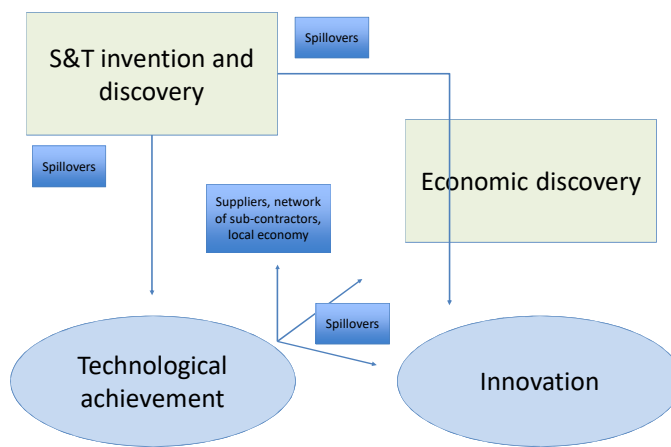 Spillovers
S&T invention and
discovery
Spillovers
Economic discovery
Suppliers, network
of sub-contractors,
local economy
Spillovers
Technological
achievement
Innovation